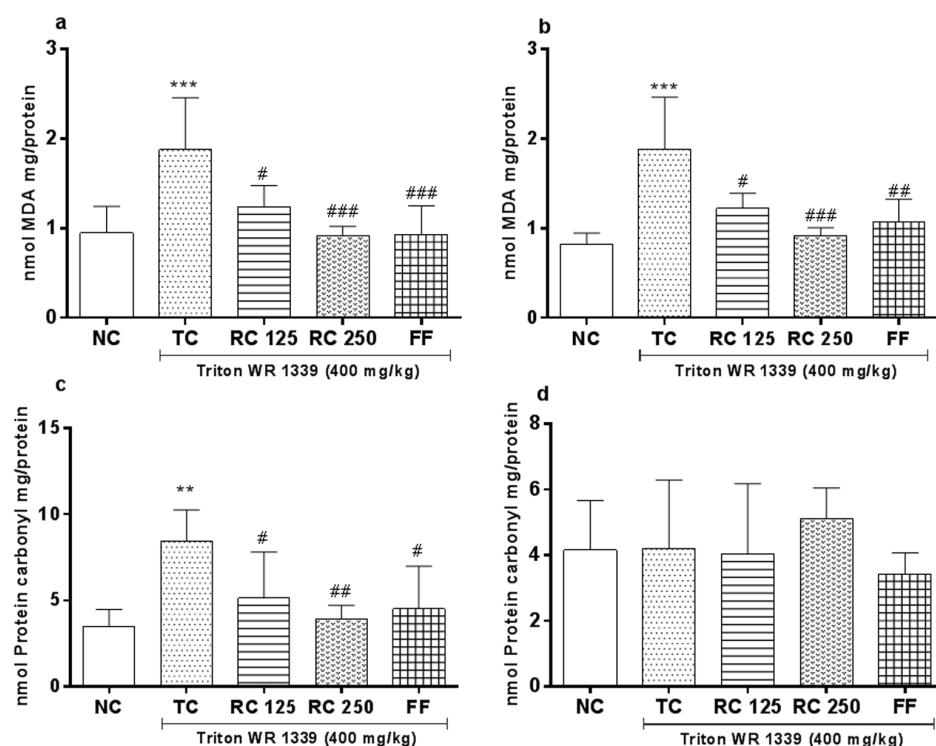 a
nmol MDA mg/protein
3
2
1
0
***
#
###
###
NC TC RC 125 RC 250 FF
Triton WR 1339 (400 mg/kg)
b
nmol MDA mg/protein
3
2
1
0
***
#
###
##
NC TC RC 125 RC 250 FF
Triton WR 1339 (400 mg/kg)
c
nmol Protein carbonyl mg/protein
15
10
5
0
**
#
##
#
NC TC RC 125 RC 250 FF
Triton WR 1339 (400 mg/kg)
d
nmol Protein carbonyl mg/protein
8
6
4
2
0
NC TC RC 125 RC 250 FF
Triton WR 1339 (400 mg/kg)